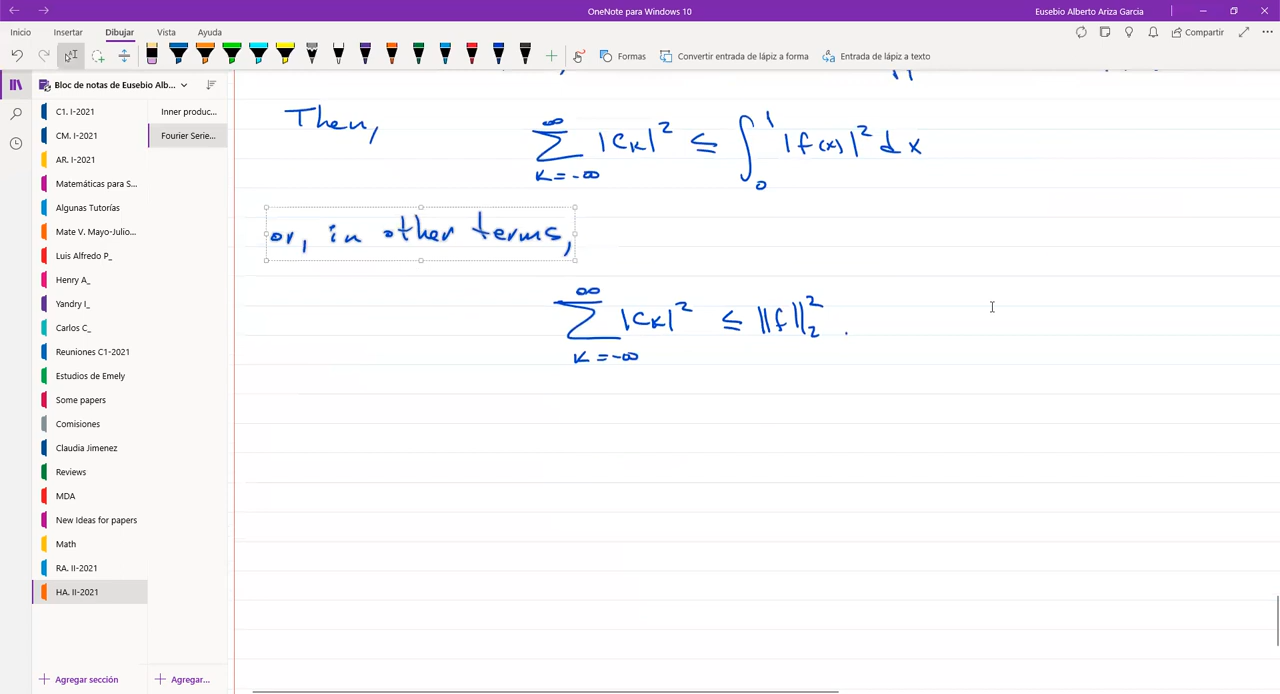 OneNote para Windows 10
Eusebio Alberto Ariza Garcia
Inicio Insertar Dibujar Vista Ayuda
Compartir
Formas Convertir entrada de lápiz a forma Entrada de lápiz a texto
Bloc de notas de Eusebio Alb...
C1. I-2021
CM. I-2021
AR. I-2021
Matemáticas para S...
Algunas Tutorías
Mate V. Mayo-Julio...
Luis Alfredo P_
Henry A_
Yandry I_
Carlos C_
Reuniones C1-2021
Estudios de Emely
Some papers
Comisiones
Claudia Jimenez
Reviews
MDA
New Ideas for papers
Math
RA. II-2021
HA. II-2021
Agregar sección
Inner produc...
Fourier Serie...
Agregar...
Then,
∑_{k=-∞}^{∞} |c_k|^2 ≤ ∫_0^1 |f(x)|^2 dx
or, in other terms,
∑_{k=-∞}^{∞} |c_k|^2 ≤ ||f||_2^2 .